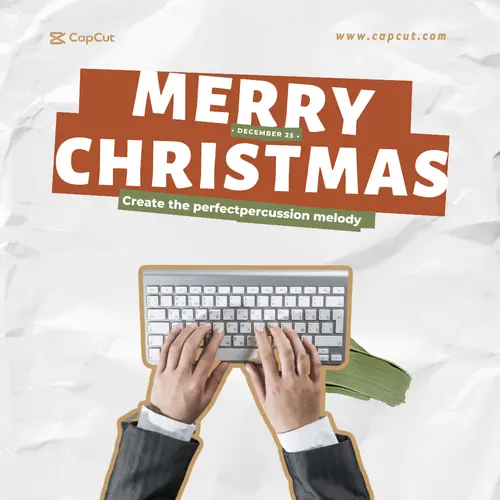 CapCut
www.capcut.com
MERRY
• DECEMBER 25 •
CHRISTMAS
Create the perfectpercussion melody